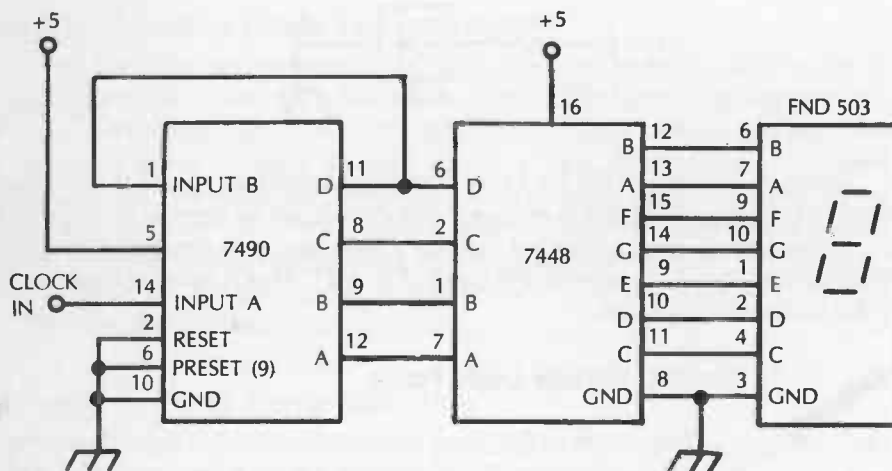 +5
+5
16
FND 503
1 INPUT B
D 11 6 D
B 12 6 B
A 13 7 A
F 15 9 F
5
7490
C 8 2 C
7448
G 14 10 G
CLOCK IN 14 INPUT A
B 9 1 B
E 9 1 E
D 10 2 D
2 RESET
6 PRESET (9)
A 12 7 A
C 11 4 C
10 GND
GND 8 3 GND